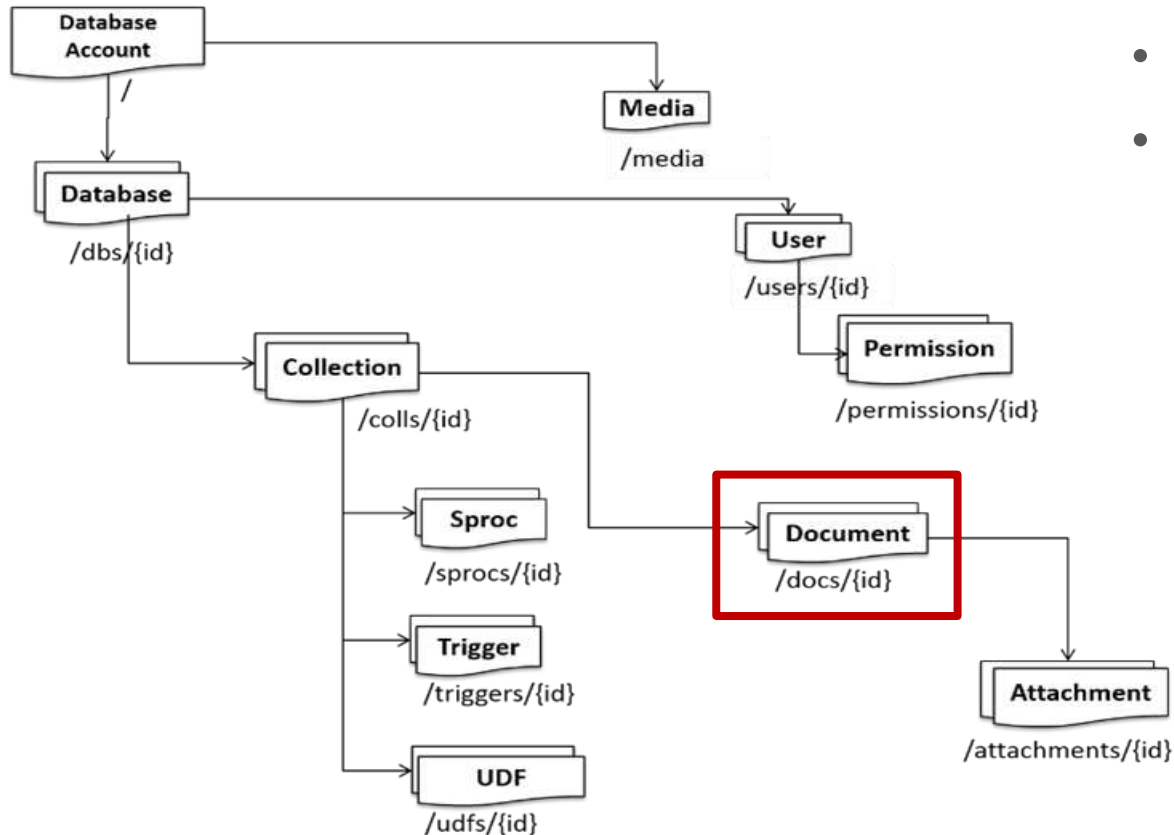 Database
Account
/
Media
/media
Database
/dbs/{id}
User
/users/{id}
Permission
/permissions/{id}
Collection
/colls/{id}
Sproc
/sprocs/{id}
Document
/docs/{id}
Trigger
/triggers/{id}
Attachment
/attachments/{id}
UDF
/udfs/{id}